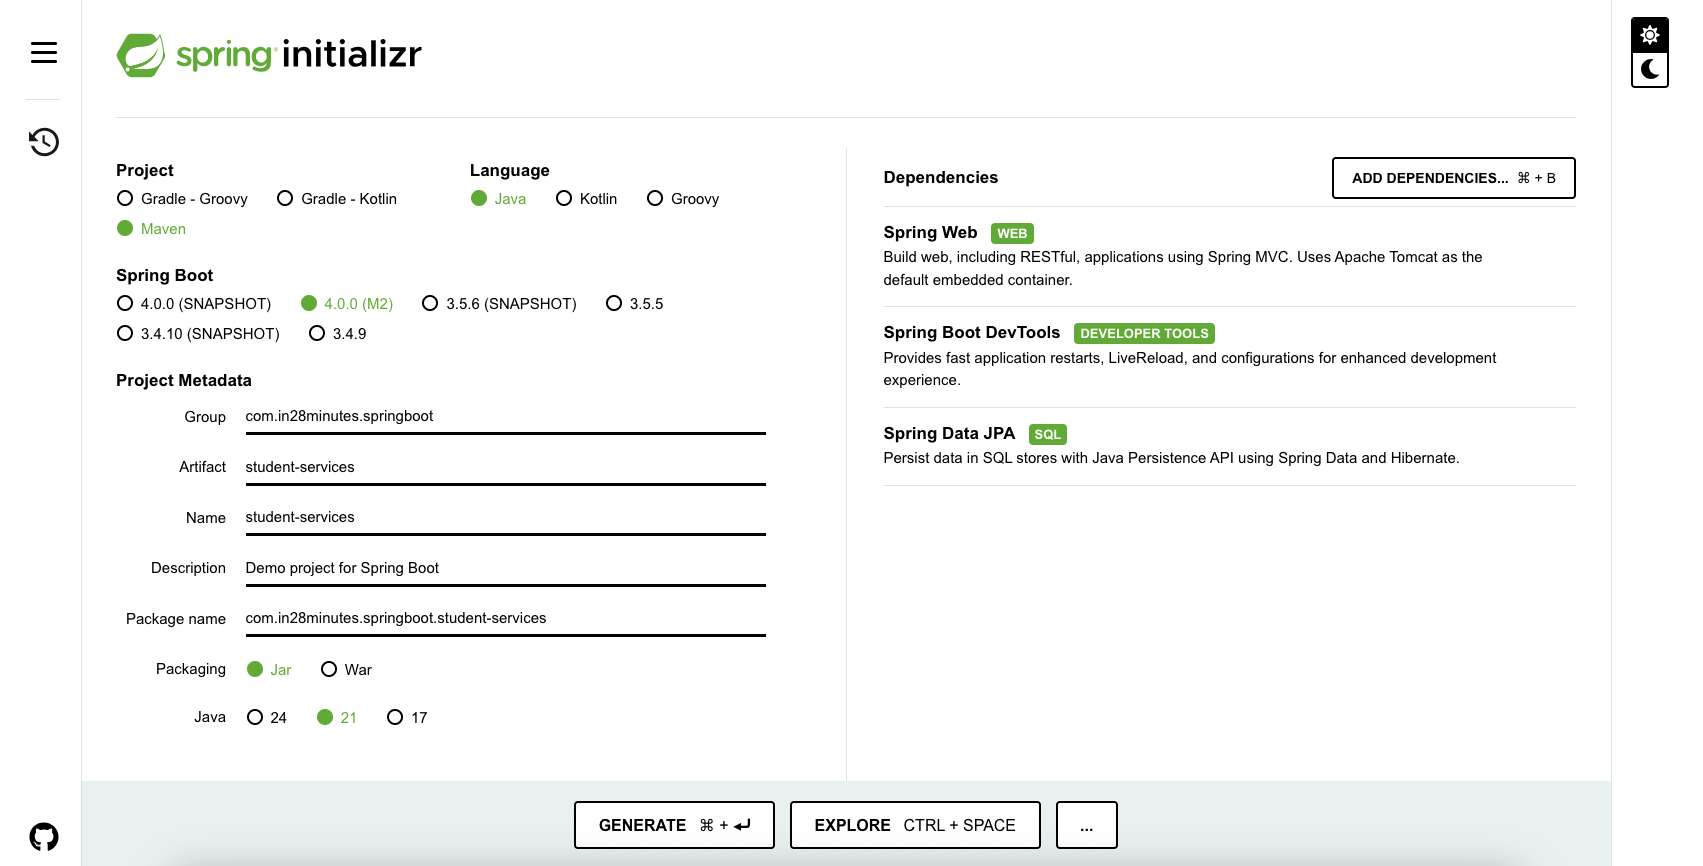 spring initializr
Project
Gradle - Groovy Gradle - Kotlin
Maven
Language
Java Kotlin Groovy
Spring Boot
4.0.0 (SNAPSHOT) 4.0.0 (M2) 3.5.6 (SNAPSHOT) 3.5.5
3.4.10 (SNAPSHOT) 3.4.9
Project Metadata
Group com.in28minutes.springboot
Artifact student-services
Name student-services
Description Demo project for Spring Boot
Package name com.in28minutes.springboot.student-services
Packaging Jar War
Java 24 21 17
Dependencies ADD DEPENDENCIES... ⌘ + B
Spring Web WEB
Build web, including RESTful, applications using Spring MVC. Uses Apache Tomcat as the
default embedded container.
Spring Boot DevTools DEVELOPER TOOLS
Provides fast application restarts, LiveReload, and configurations for enhanced development
experience.
Spring Data JPA SQL
Persist data in SQL stores with Java Persistence API using Spring Data and Hibernate.
GENERATE ⌘ + ↵ EXPLORE CTRL + SPACE ...